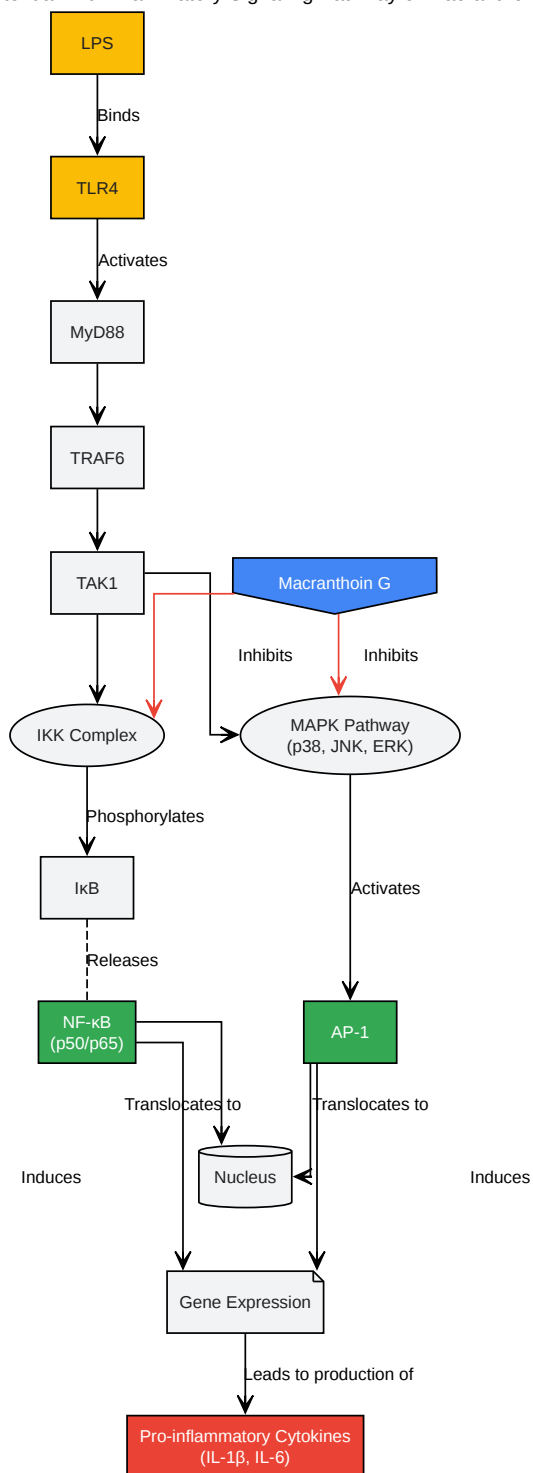 LPS
Binds
TLR4
Activates
MyD88
TRAF6
TAK1
Macranthoin G
Inhibits
Inhibits
IKK Complex
MAPK Pathway
(p38, JNK, ERK)
Phosphorylates
IκB
Activates
Releases
NF-κB
(p50/p65)
AP-1
Translocates to
Translocates to
Induces
Nucleus
Induces
Gene Expression
Leads to production of
Pro-inflammatory Cytokines
(IL-1β, IL-6)